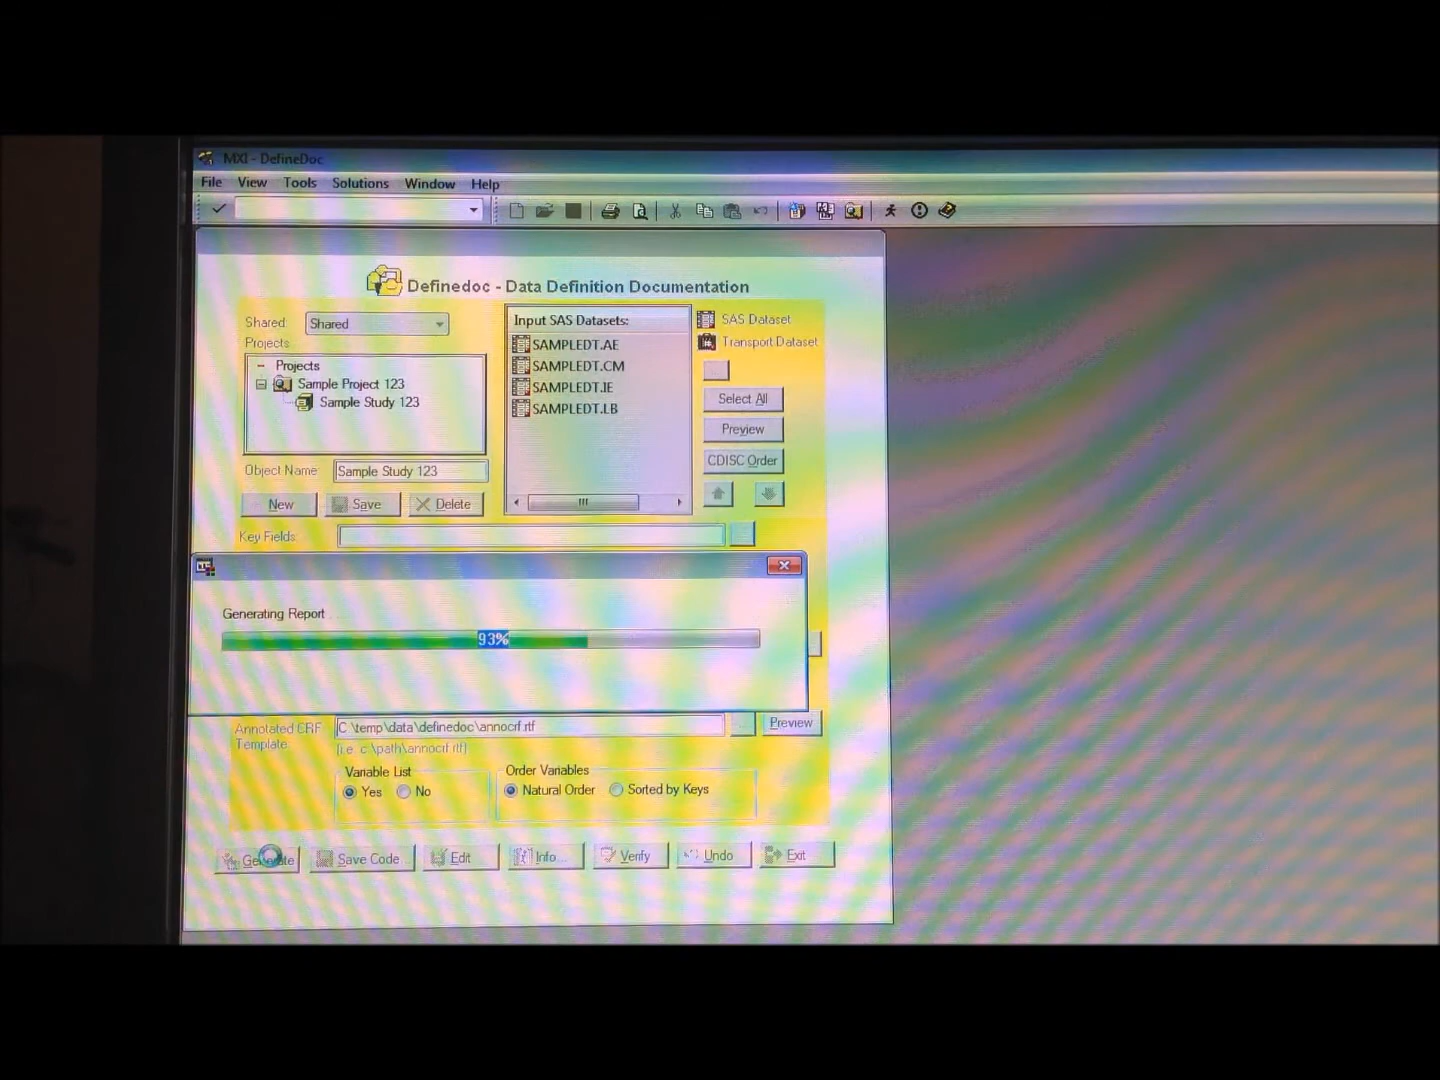 MXI - DefineDoc
File View Tools Solutions Window Help
Definedoc - Data Definition Documentation
Shared: Shared
Projects:
Projects
Sample Project 123
Sample Study 123
Object Name: Sample Study 123
New Save Delete
Input SAS Datasets:
SAMPLEDT.AE
SAMPLEDT.CM
SAMPLEDT.IE
SAMPLEDT.LB
SAS Dataset
Transport Dataset
...
Select All
Preview
CDISC Order
Key Fields:
Generating Report
93%
Annotated CRF
Template:
C:\temp\data\definedoc\annocrf.rtf
... Preview
[i.e. c:\path\annocrf.rtf]
Variable List
Yes No
Order Variables
Natural Order Sorted by Keys
Generate Save Code... Edit Info... Verify Undo Exit